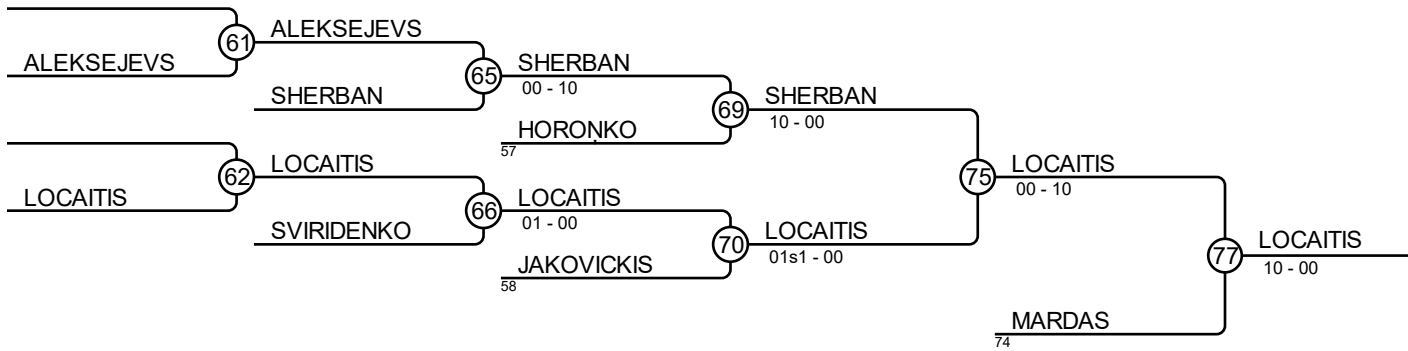 61
ALEKSEJEVS
ALEKSEJEVS
65
SHERBAN
00 - 10
SHERBAN
69
SHERBAN
10 - 00
HOROŅKO
57
62
LOCAITIS
LOCAITIS
75
LOCAITIS
00 - 10
66
LOCAITIS
01 - 00
SVIRIDENKO
70
LOCAITIS
01s1 - 00
JAKOVICKIS
58
77
LOCAITIS
10 - 00
MARDAS
74